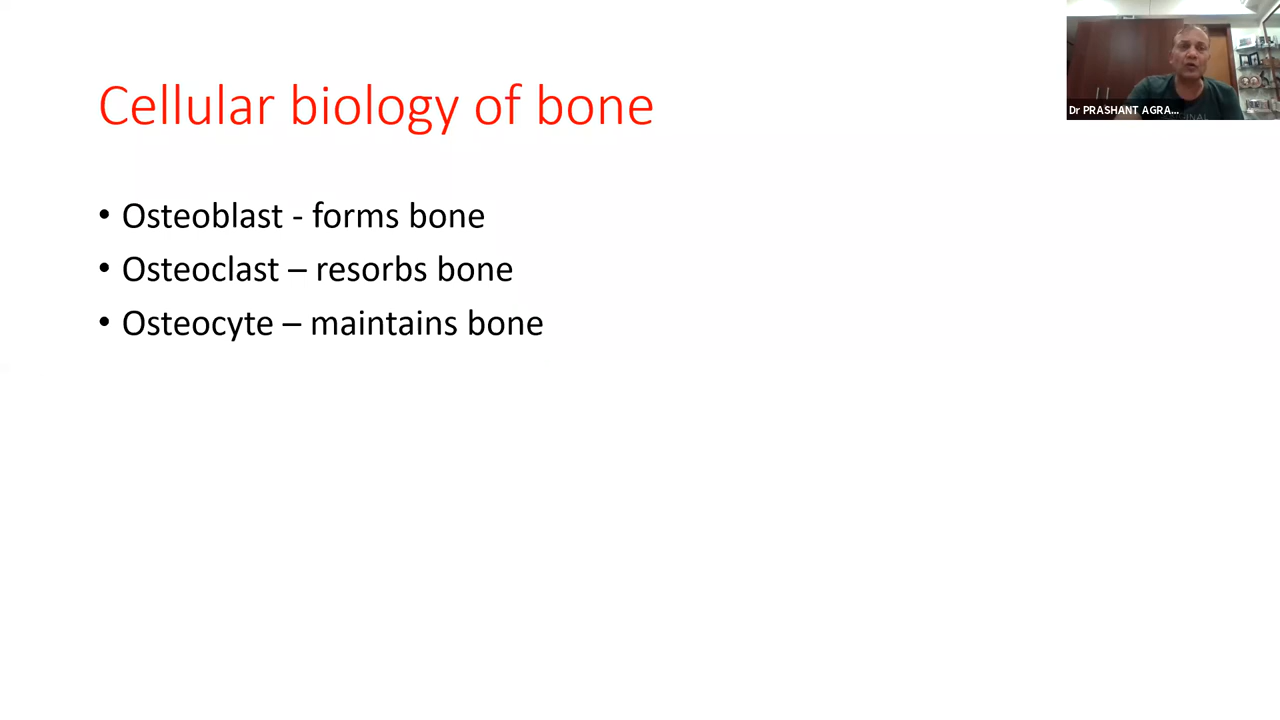 Cellular biology of bone
• Osteoblast - forms bone
• Osteoclast – resorbs bone
• Osteocyte – maintains bone
Dr PRASHANT AGRA...